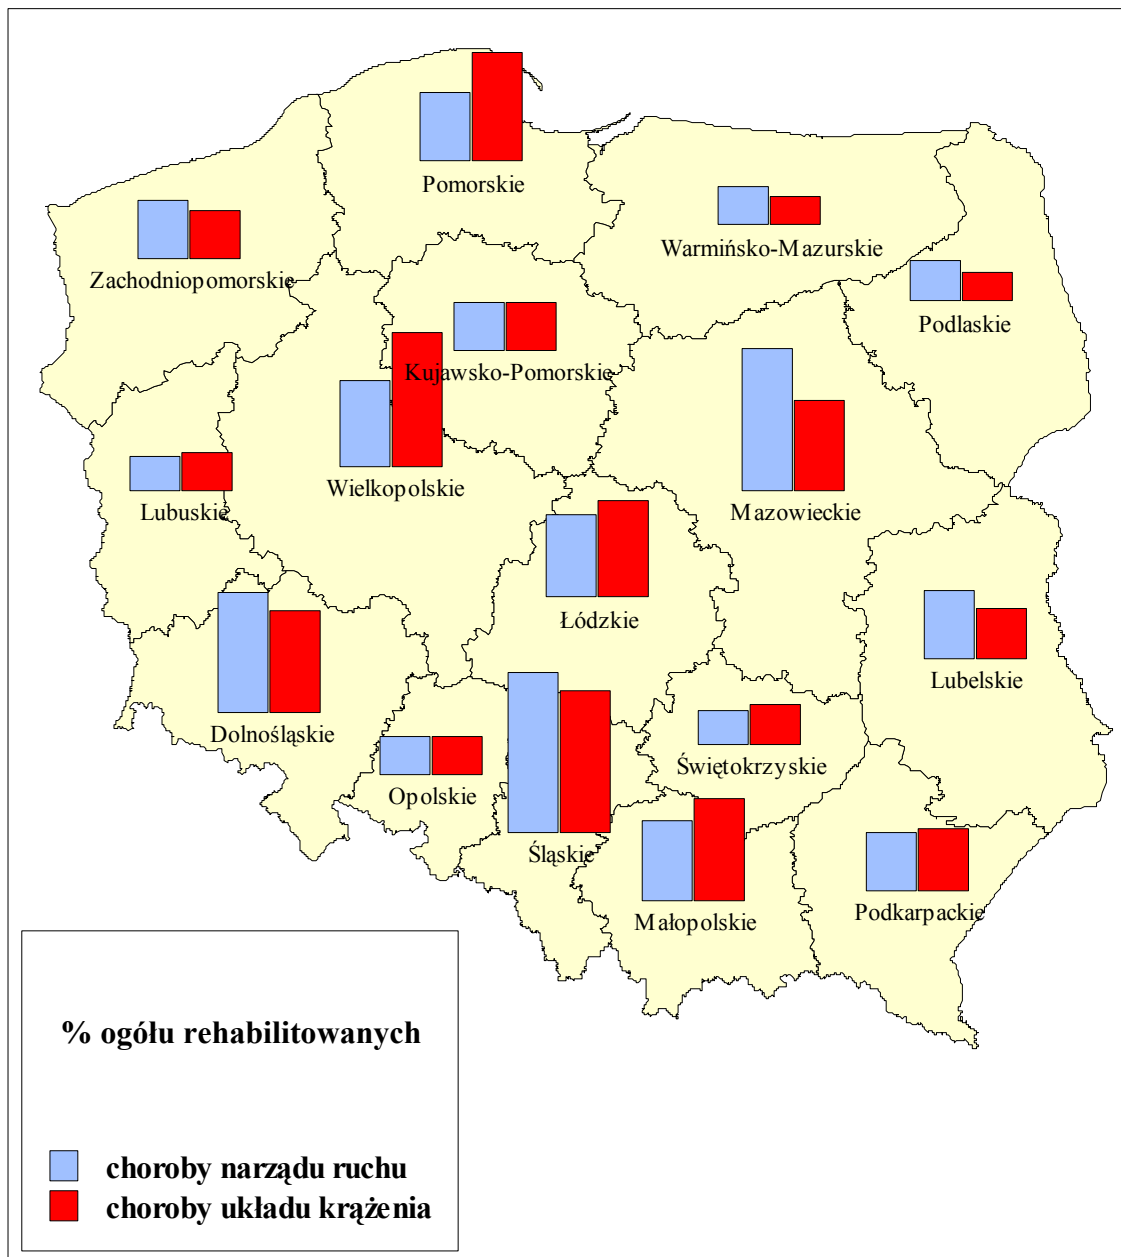 Pomorskie
Warmińsko-Mazurskie
Zachodniopomorskie
Podlaskie
Kujawsko-Pomorskie
Wielkopolskie
Lubuskie
Mazowieckie
Łódzkie
Lubelskie
Dolnośląskie
Świętokrzyskie
Opolskie
Śląskie
Podkarpackie
Małopolskie
% ogółu rehabilitowanych
choroby narządu ruchu
choroby układu krążenia